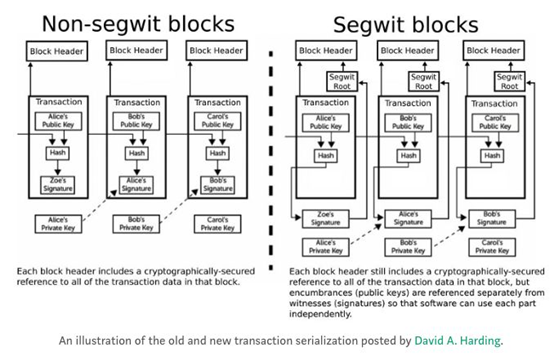 Non-segwit blocks
Block Header
Block Header
Block Header
Transaction
Transaction
Transaction
Alice's
Public Key
Bob's
Public Key
Carol's
Public Key
Hash
Hash
Hash
Zoe's
Signature
Alice's
Signature
Bob's
Signature
Alice's
Private Key
Bob's
Private Key
Carol's
Private Key
Each block header includes a cryptographically-secured
reference to all of the transaction data in that block.
Segwit blocks
Block Header
Block Header
Block Header
Segwit
Root
Segwit
Root
Segwit
Root
Transaction
Transaction
Transaction
Alice's
Public Key
Bob's
Public Key
Carol's
Public Key
Hash
Hash
Hash
Zoe's
Signature
Alice's
Signature
Bob's
Signature
Alice's
Private Key
Bob's
Private Key
Carol's
Private Key
Each block header still includes a cryptographically-secured
reference to all of the transaction data in that block, but
encumbrances (public keys) are referenced separately from
witnesses (signatures) so that software can use each part
independently.
An illustration of the old and new transaction serialization posted by David A. Harding.